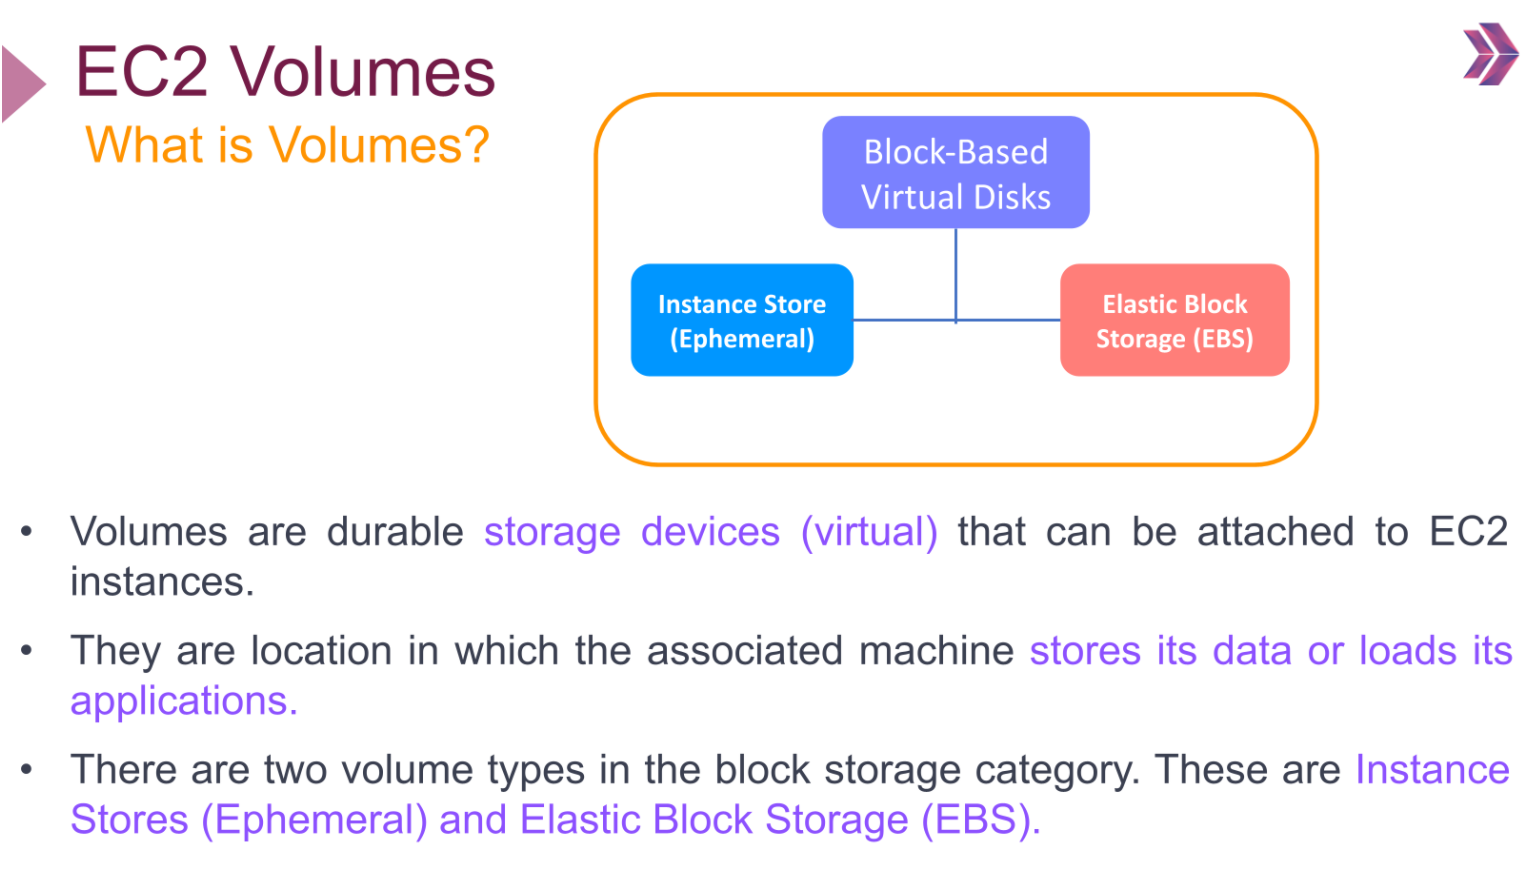 EC2 Volumes
What is Volumes?
Block-Based
Virtual Disks
Instance Store
(Ephemeral)
Elastic Block
Storage (EBS)
• Volumes are durable storage devices (virtual) that can be attached to EC2
instances.
• They are location in which the associated machine stores its data or loads its
applications.
• There are two volume types in the block storage category. These are Instance
Stores (Ephemeral) and Elastic Block Storage (EBS).